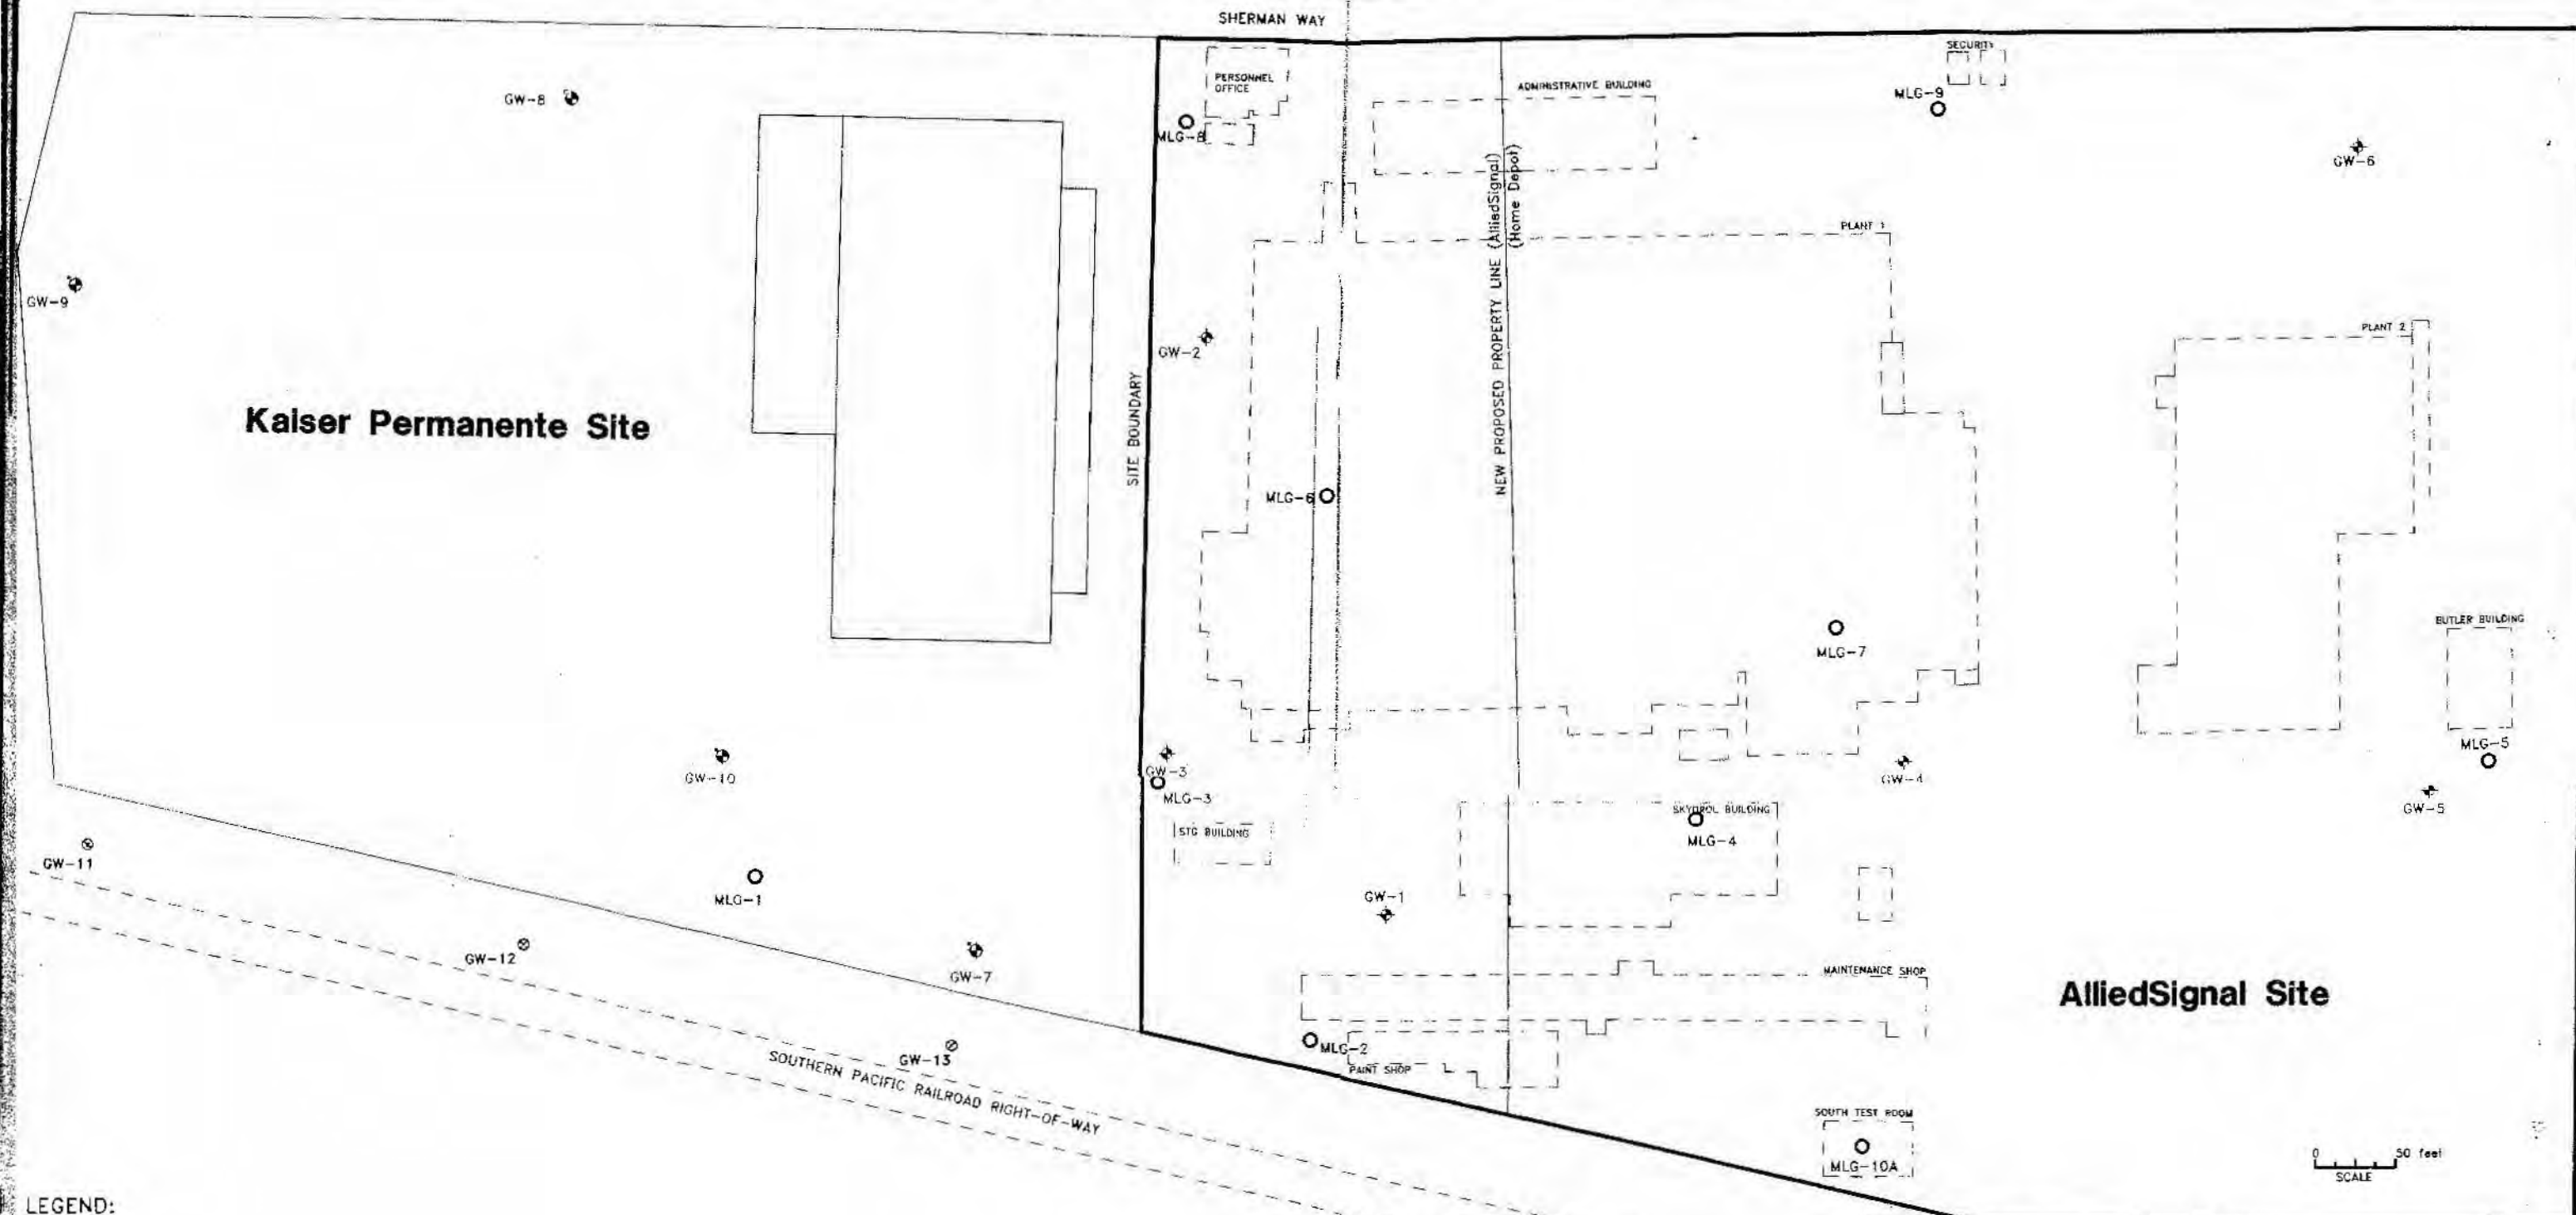 SHERMAN WAY
SECURITY
PERSONNEL
OFFICE
ADMINISTRATIVE BUILDING
MLG-9
GW-8
MLG-8
GW-6
NEW PROPOSED PROPERTY LINE (AlliedSignal)
(Home Depot)
PLANT 1
GW-9
PLANT 2
GW-2
SITE BOUNDARY
Kaiser Permanente Site
MLG-6
BUTLER BUILDING
MLG-7
MLG-5
GW-3
GW-10
GW-4
MLG-3
GW-5
SKYDROL BUILDING
STG BUILDING
MLG-4
GW-11
MLG-1
GW-1
GW-12
GW-7
MAINTENANCE SHOP
AlliedSignal Site
GW-13
MLG-2
SOUTHERN PACIFIC RAILROAD RIGHT-OF-WAY
PAINT SHOP
SOUTH TEST ROOM
MLG-10A
0 50 feet
SCALE
LEGEND: